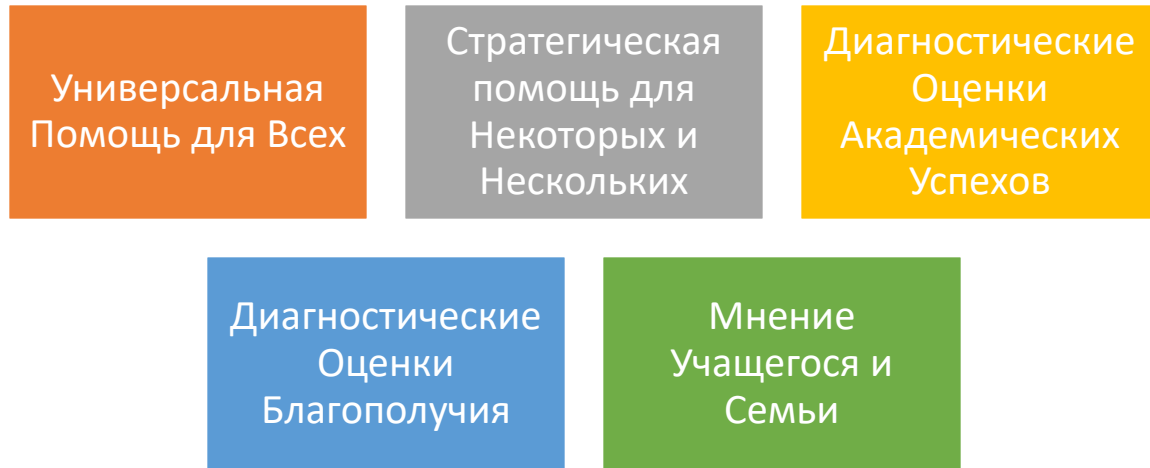 Универсальная
Помощь для Всех
Стратегическая
помощь для
Некоторых и
Нескольких
Диагностические
Оценки
Академических
Успехов
Диагностические
Оценки
Благополучия
Мнение
Учащегося и
Семьи